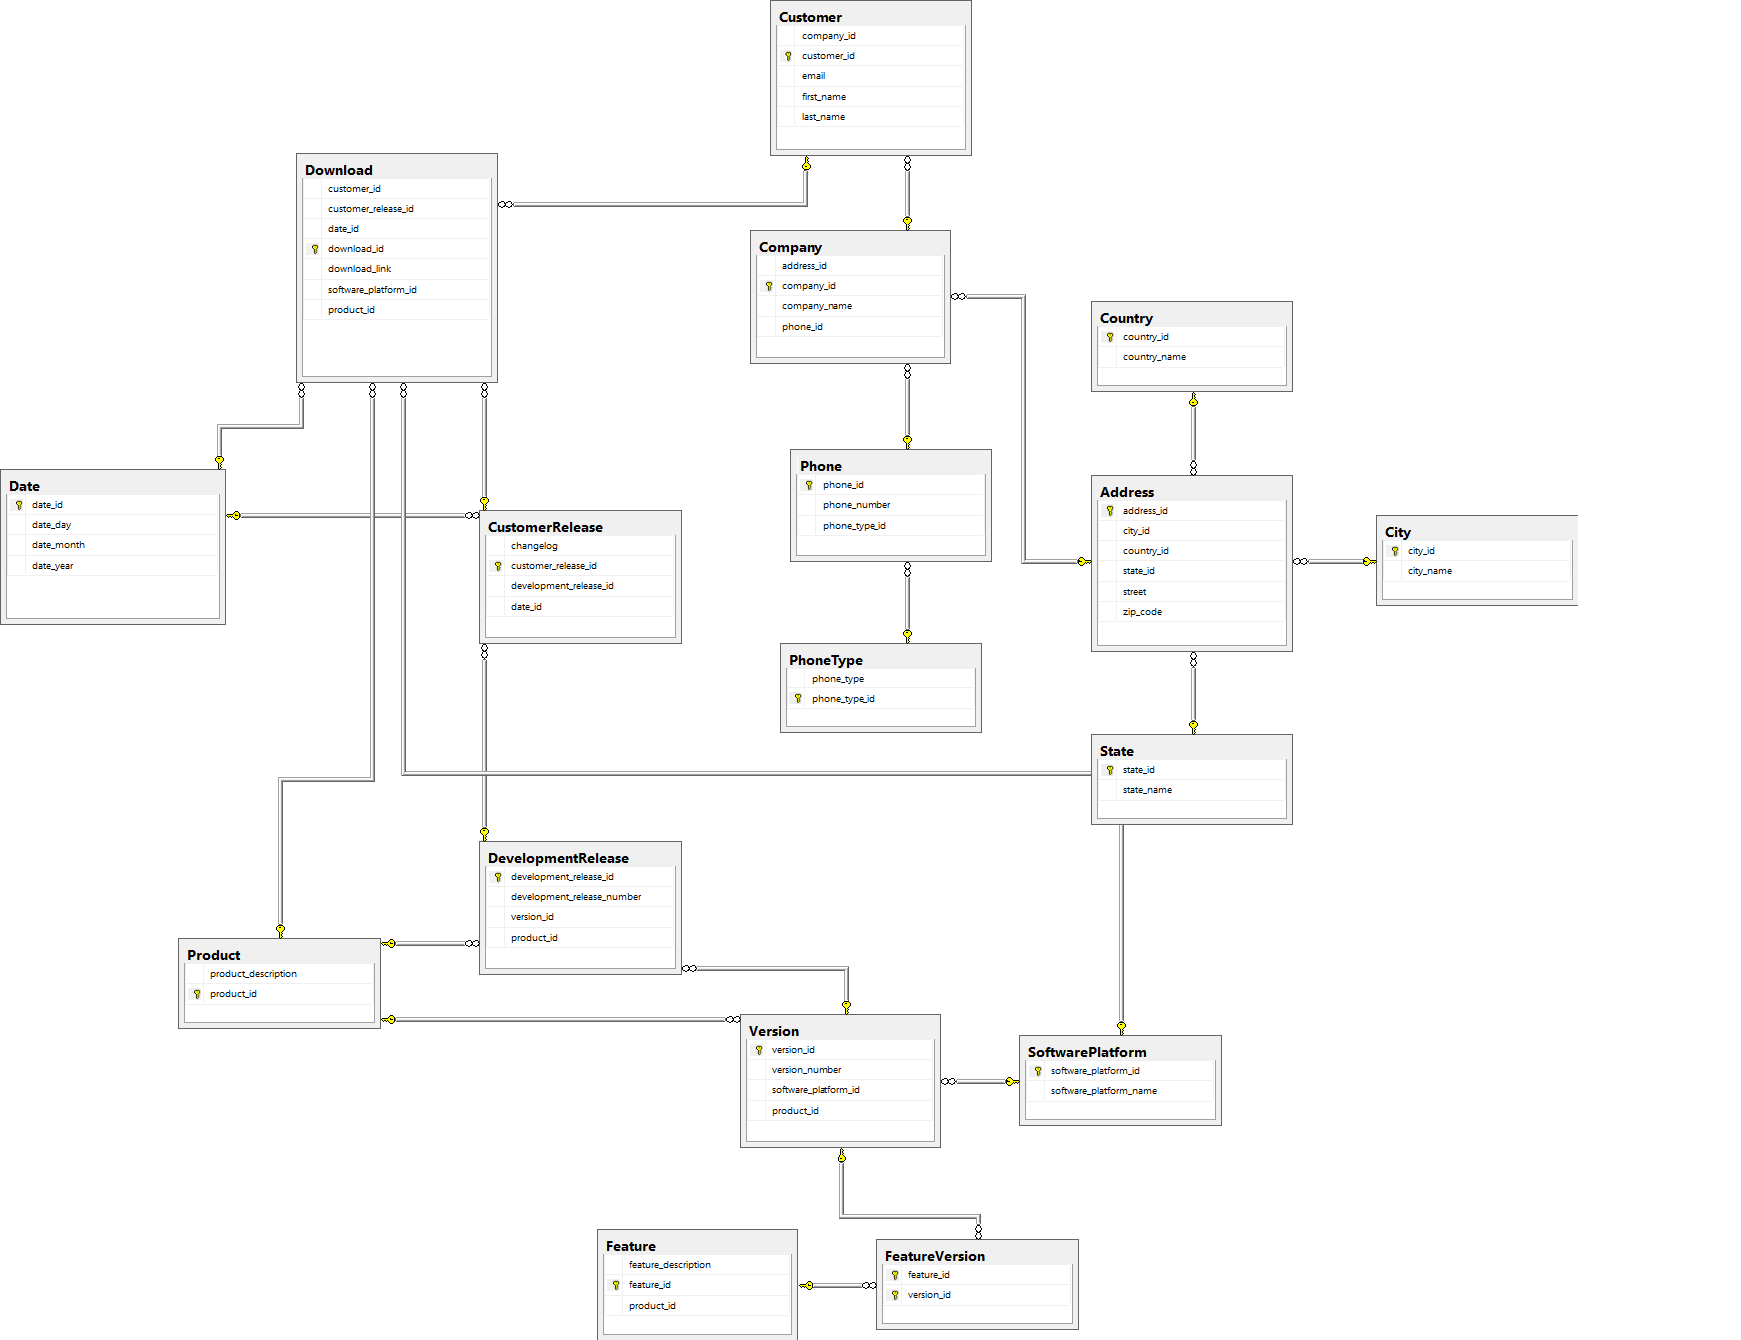 Customer
company_id
customer_id
email
first_name
last_name
Download
customer_id
customer_release_id
date_id
download_id
download_link
software_platform_id
product_id
Company
address_id
company_id
company_name
phone_id
Country
country_id
country_name
Date
date_id
date_day
date_month
date_year
CustomerRelease
changelog
customer_release_id
development_release_id
date_id
Phone
phone_id
phone_number
phone_type_id
Address
address_id
city_id
country_id
state_id
street
zip_code
City
city_id
city_name
PhoneType
phone_type
phone_type_id
State
state_id
state_name
DevelopmentRelease
development_release_id
development_release_number
version_id
product_id
Product
product_description
product_id
Version
version_id
version_number
software_platform_id
product_id
SoftwarePlatform
software_platform_id
software_platform_name
Feature
feature_description
feature_id
product_id
FeatureVersion
feature_id
version_id